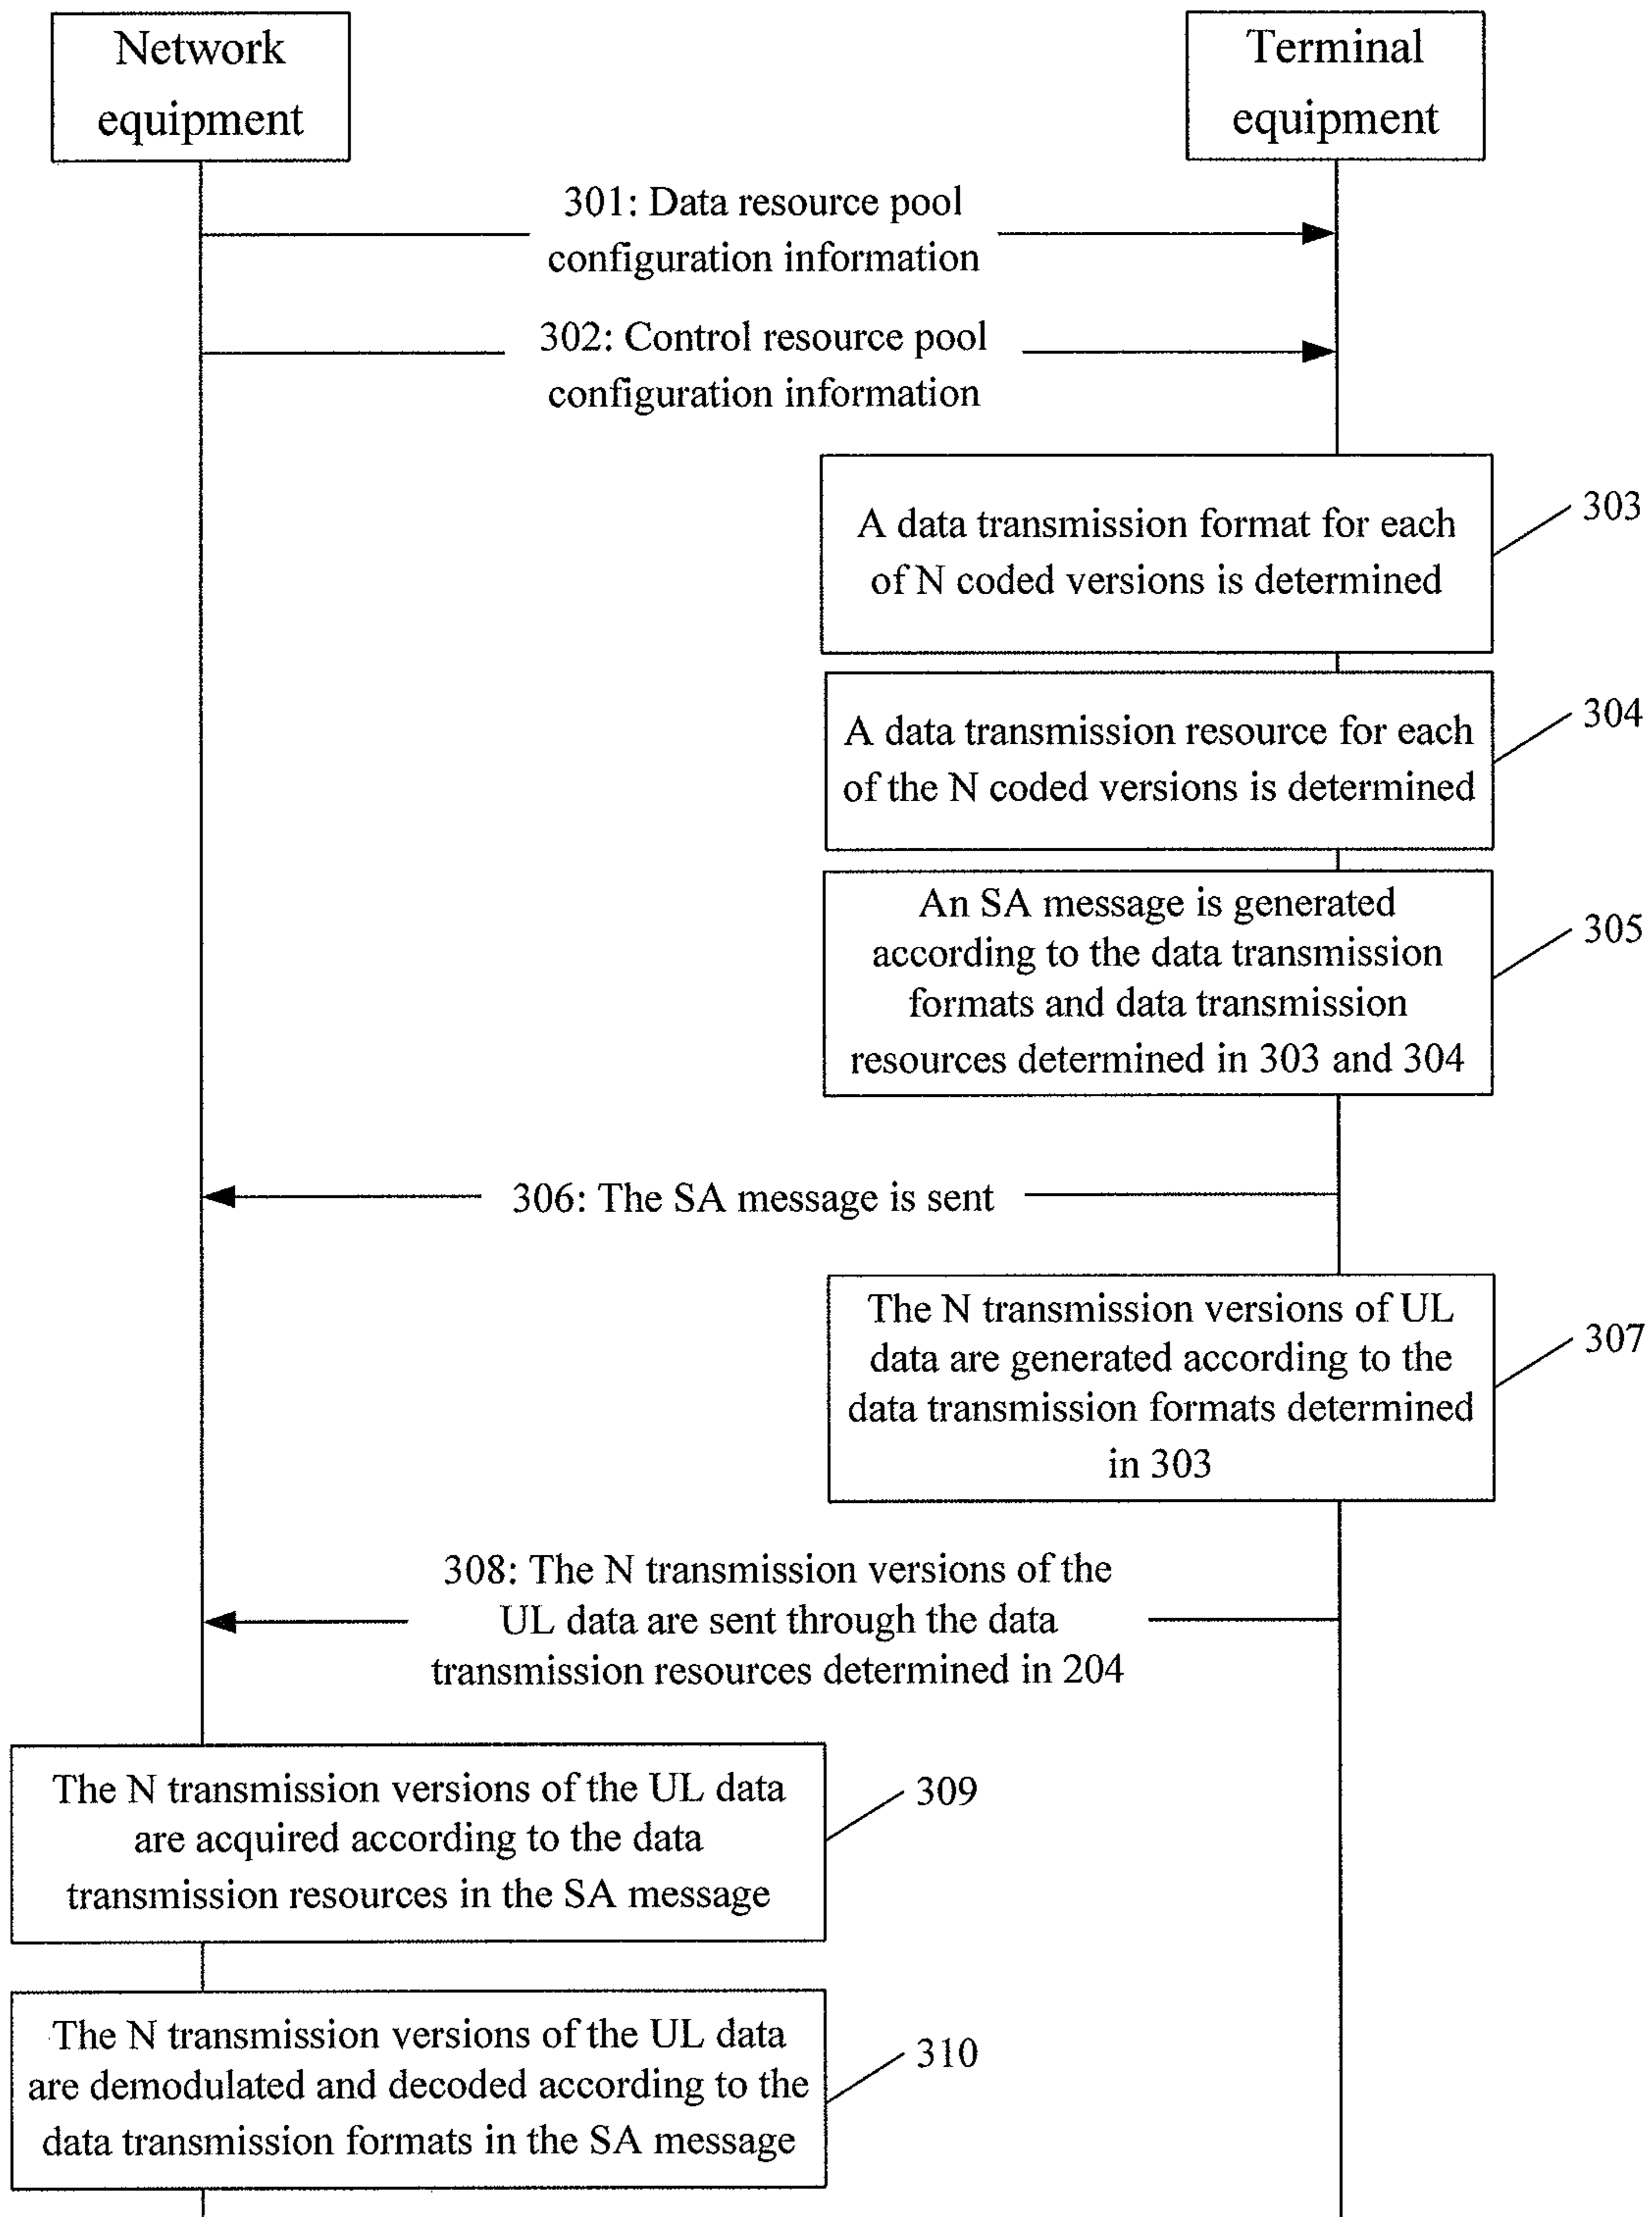 Network
equipment
Terminal
equipment
301: Data resource pool
configuration information
302: Control resource pool
configuration information
A data transmission format for each
of N coded versions is determined
303
A data transmission resource for each
of the N coded versions is determined
304
An SA message is generated
according to the data transmission
formats and data transmission
resources determined in 303 and 304
305
306: The SA message is sent
The N transmission versions of UL
data are generated according to the
data transmission formats determined
in 303
307
308: The N transmission versions of the
UL data are sent through the data
transmission resources determined in 204
The N transmission versions of the UL data
are acquired according to the data
transmission resources in the SA message
309
The N transmission versions of the UL data
are demodulated and decoded according to the
data transmission formats in the SA message
310